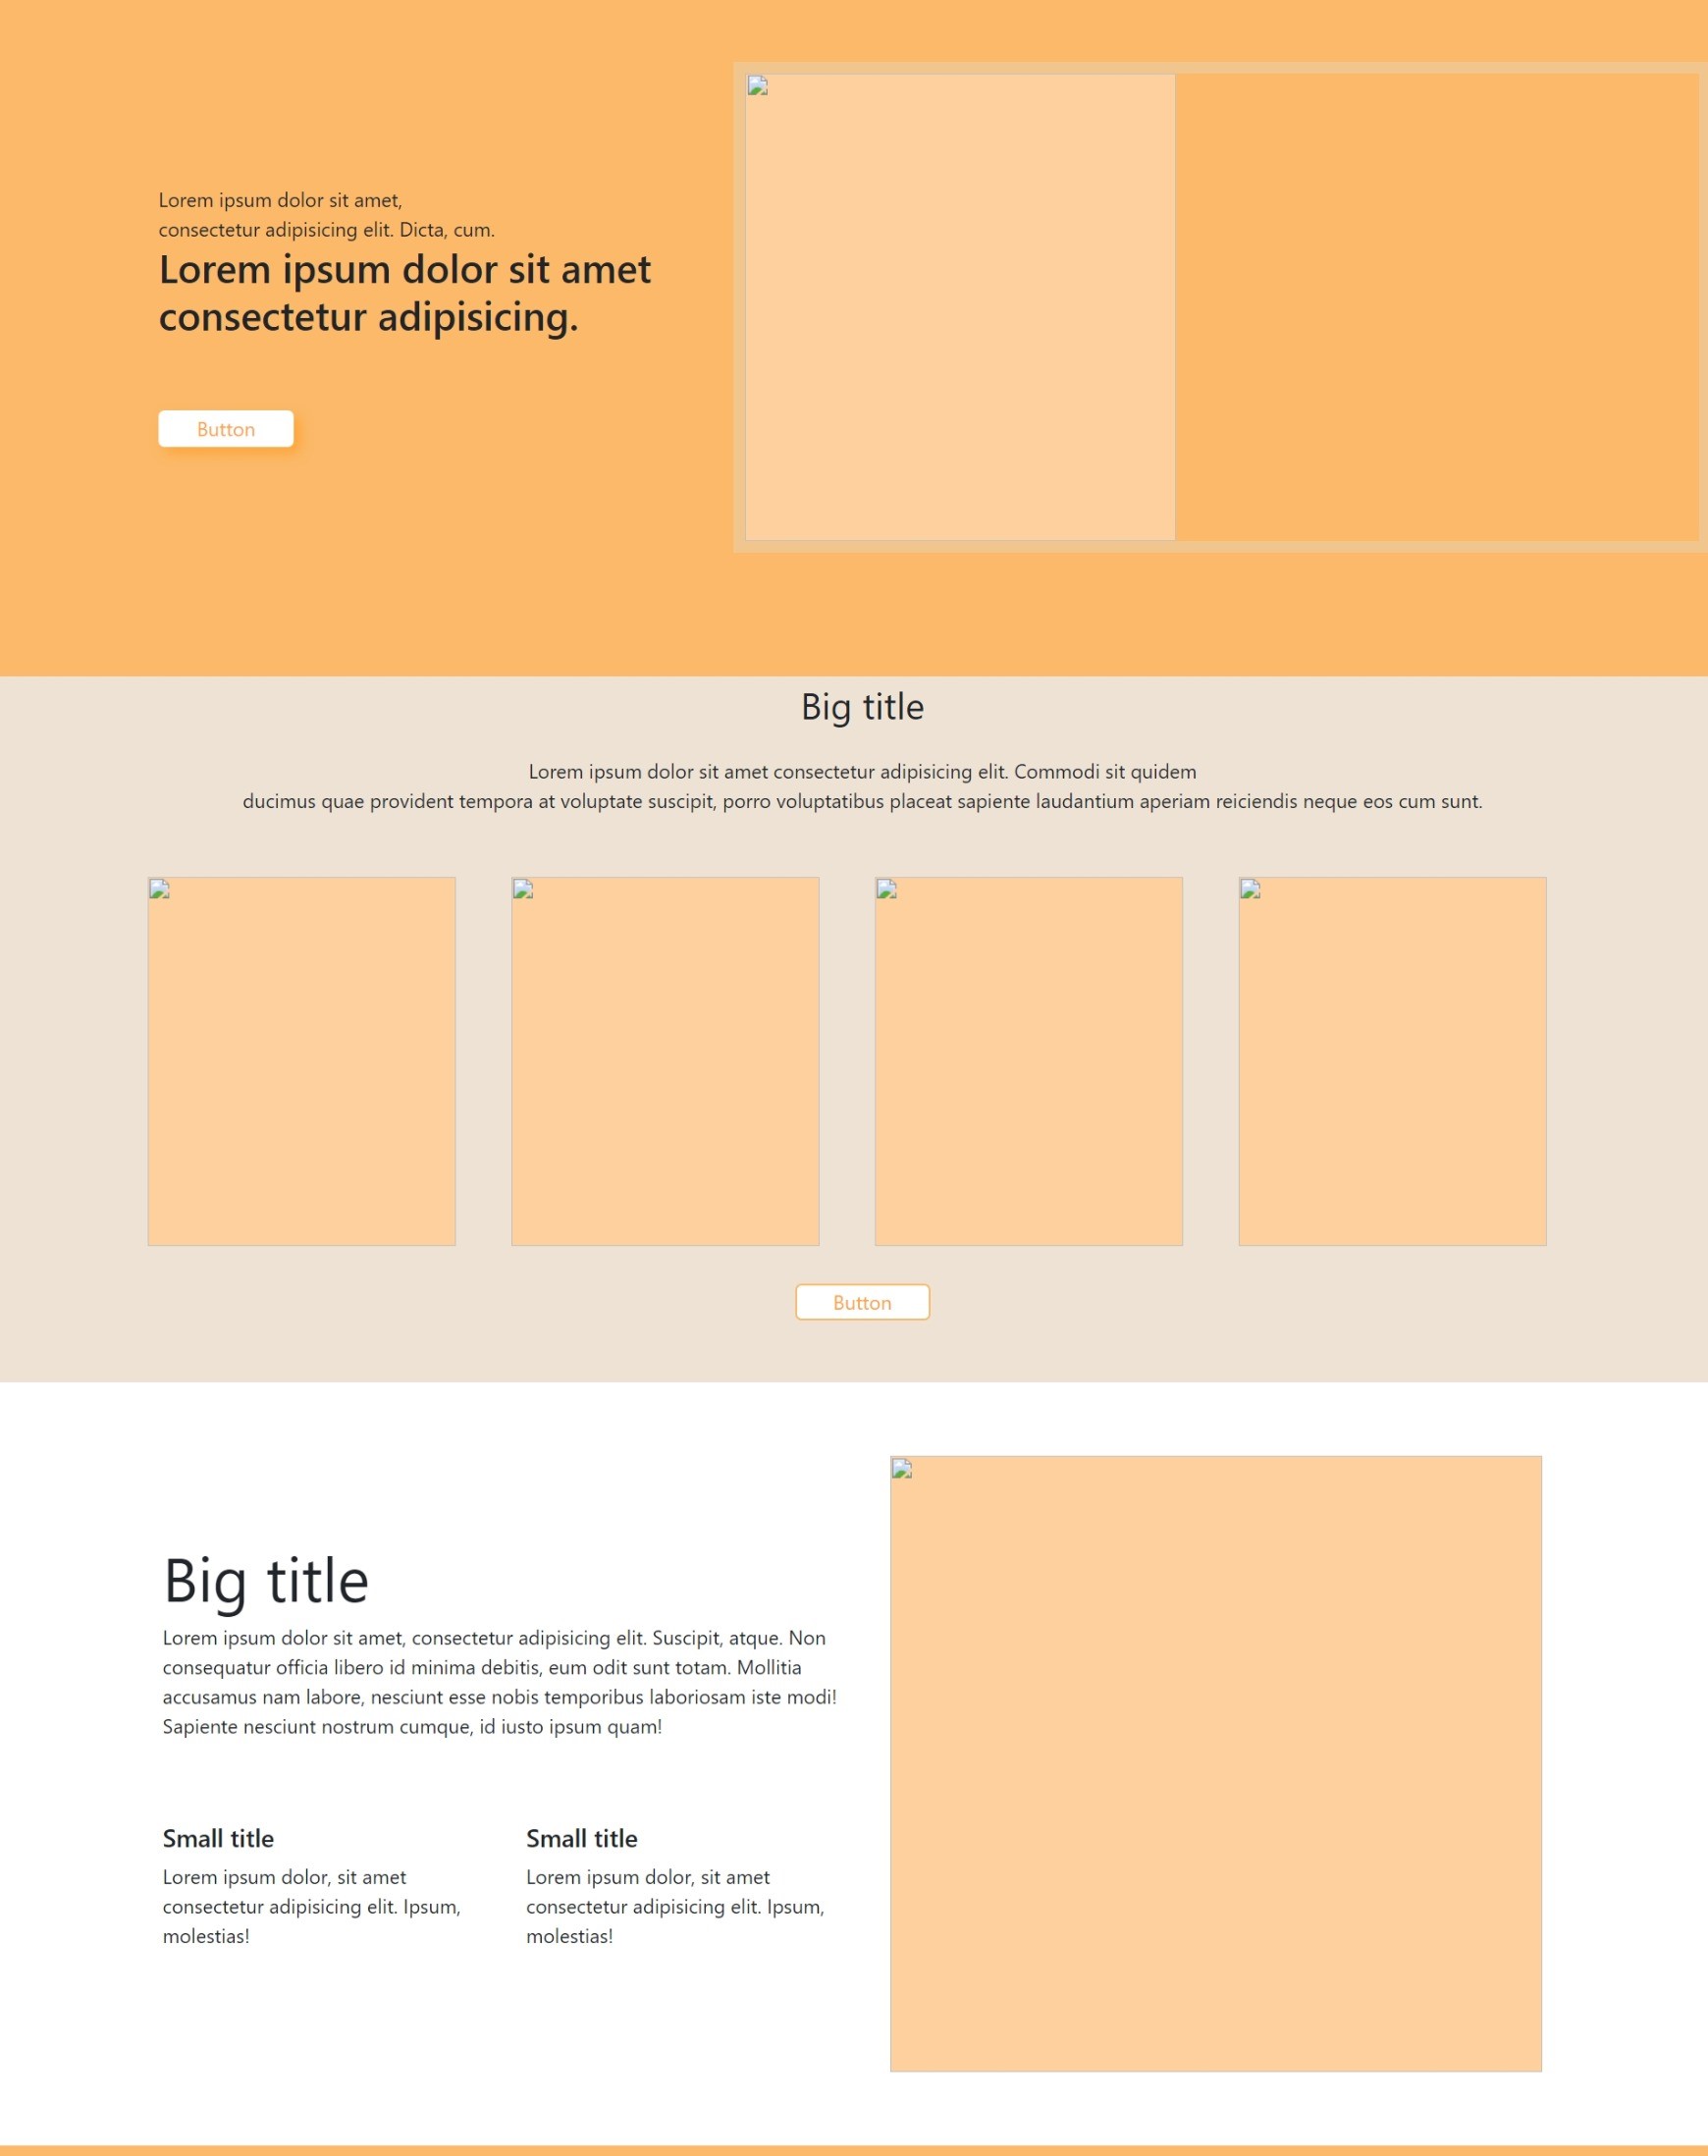 Lorem ipsum dolor sit amet,
consectetur adipisicing elit. Dicta, cum.
Lorem ipsum dolor sit amet
consectetur adipisicing.
Button
Big title
Lorem ipsum dolor sit amet consectetur adipisicing elit. Commodi sit quidem
ducimus quae provident tempora at voluptate suscipit, porro voluptatibus placeat sapiente laudantium aperiam reiciendis neque eos cum sunt.
Button
Big title
Lorem ipsum dolor sit amet, consectetur adipisicing elit. Suscipit, atque. Non
consequatur officia libero id minima debitis, eum odit sunt totam. Mollitia
accusamus nam labore, nesciunt esse nobis temporibus laboriosam iste modi!
Sapiente nesciunt nostrum cumque, id iusto ipsum quam!
Small title
Lorem ipsum dolor, sit amet
consectetur adipisicing elit. Ipsum,
molestias!
Small title
Lorem ipsum dolor, sit amet
consectetur adipisicing elit. Ipsum,
molestias!